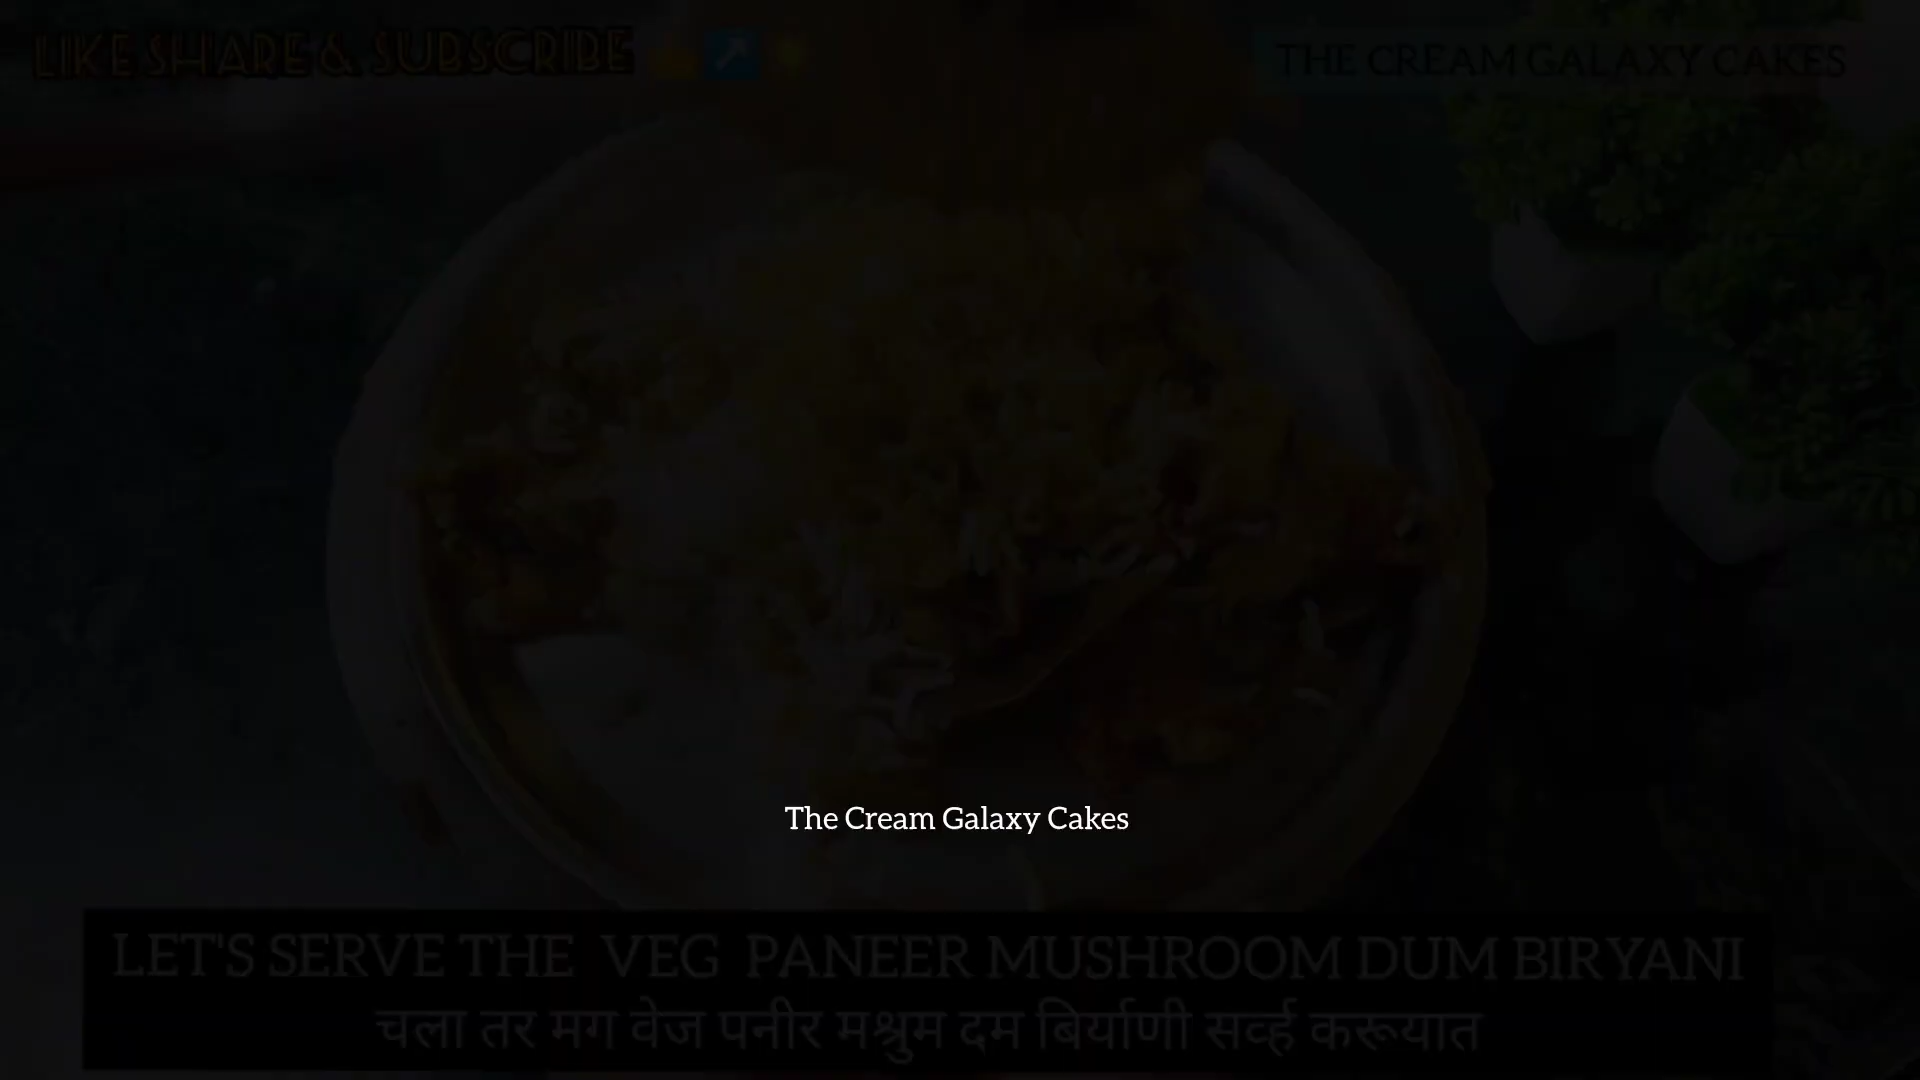 LIKE SHARE & SUBSCRIBE
THE CREAM GALAXY CAKES
The Cream Galaxy Cakes
LET'S SERVE THE VEG PANEER MUSHROOM DUM BIRYANI
चला तर मग वेज पनीर मश्रुम दम बिर्याणी सर्व्ह करूयात